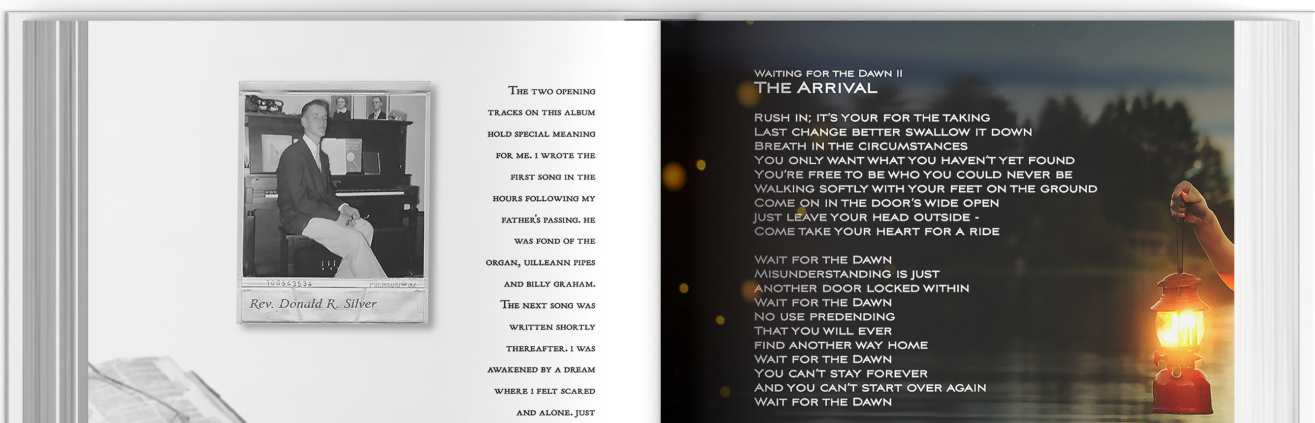 100543534
Rev. Donald R. Silver
The two opening
tracks on this album
hold special meaning
for me. I wrote the
first song in the
hours following my
father's passing. He
was fond of the
organ, uilleann pipes
and Billy Graham.
The next song was
written shortly
thereafter. I was
awakened by a dream
where I felt scared
and alone. Just
Waiting for the Dawn II
The Arrival
Rush in; it's your for the taking
Last change better swallow it down
Breath in the circumstances
You only want what you haven't yet found
You're free to be who you could never be
Walking softly with your feet on the ground
Come on in the door's wide open
Just leave your head outside -
Come take your heart for a ride
Wait for the Dawn
Misunderstanding is just
another door locked within
Wait for the Dawn
No use predending
That you will ever
find another way home
Wait for the Dawn
You can't stay forever
And you can't start over again
Wait for the Dawn